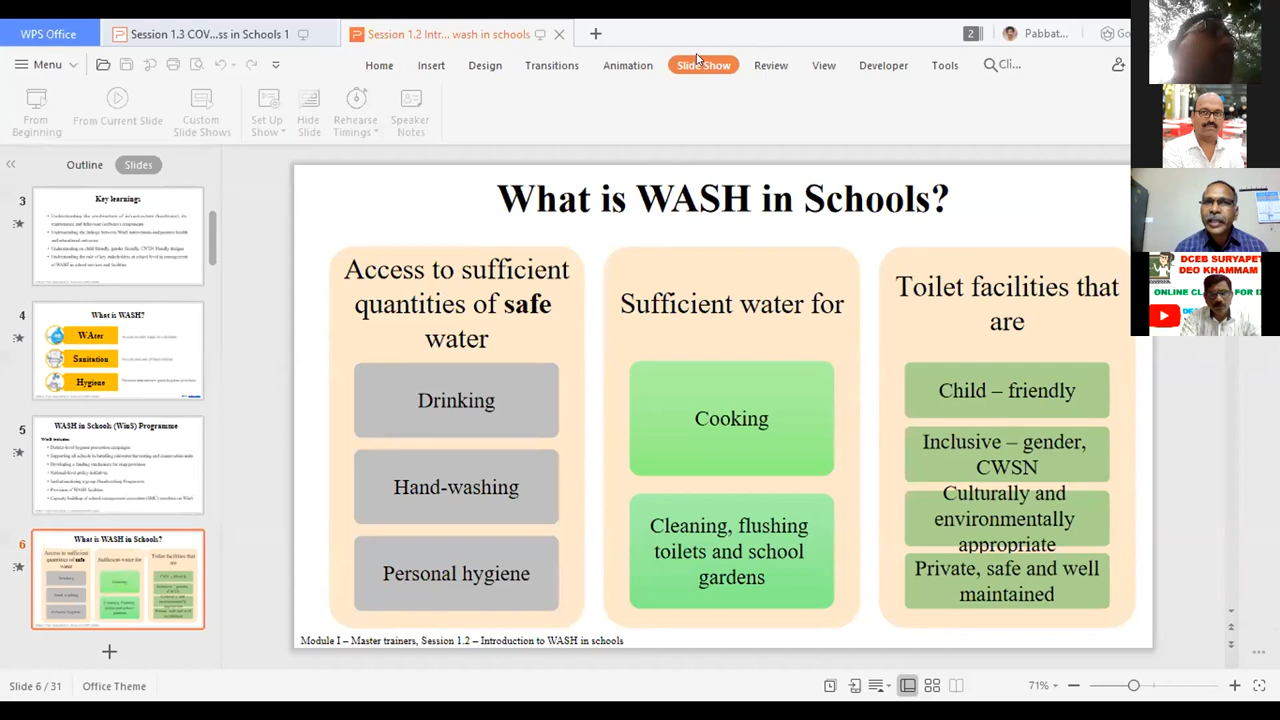 WPS Office
Session 1.3 COV...ss in Schools 1
Session 1.2 Intr... wash in schools
2
Pabbat...
Go
Menu
Home
Insert
Design
Transitions
Animation
Slide Show
Review
View
Developer
Tools
Cli...
From Beginning
From Current Slide
Custom Slide Shows
Set Up Show
Hide Slide
Rehearse Timings
Speaker Notes
Outline
Slides
3
Key learnings
4
What is WASH?
WAter
Sanitation
Hygiene
5
WASH in Schools (WinS) Programme
6
What is WASH in Schools?
What is WASH in Schools?
Access to sufficient
quantities of safe
water
Drinking
Hand-washing
Personal hygiene
Sufficient water for
Cooking
Cleaning, flushing
toilets and school
gardens
Toilet facilities that
are
Child – friendly
Inclusive – gender,
CWSN
Culturally and
environmentally
appropriate
Private, safe and well
maintained
Module I – Master trainers, Session 1.2 – Introduction to WASH in schools
DCEB SURYAPET
DEO KHAMMAM
Slide 6 / 31
Office Theme
71%